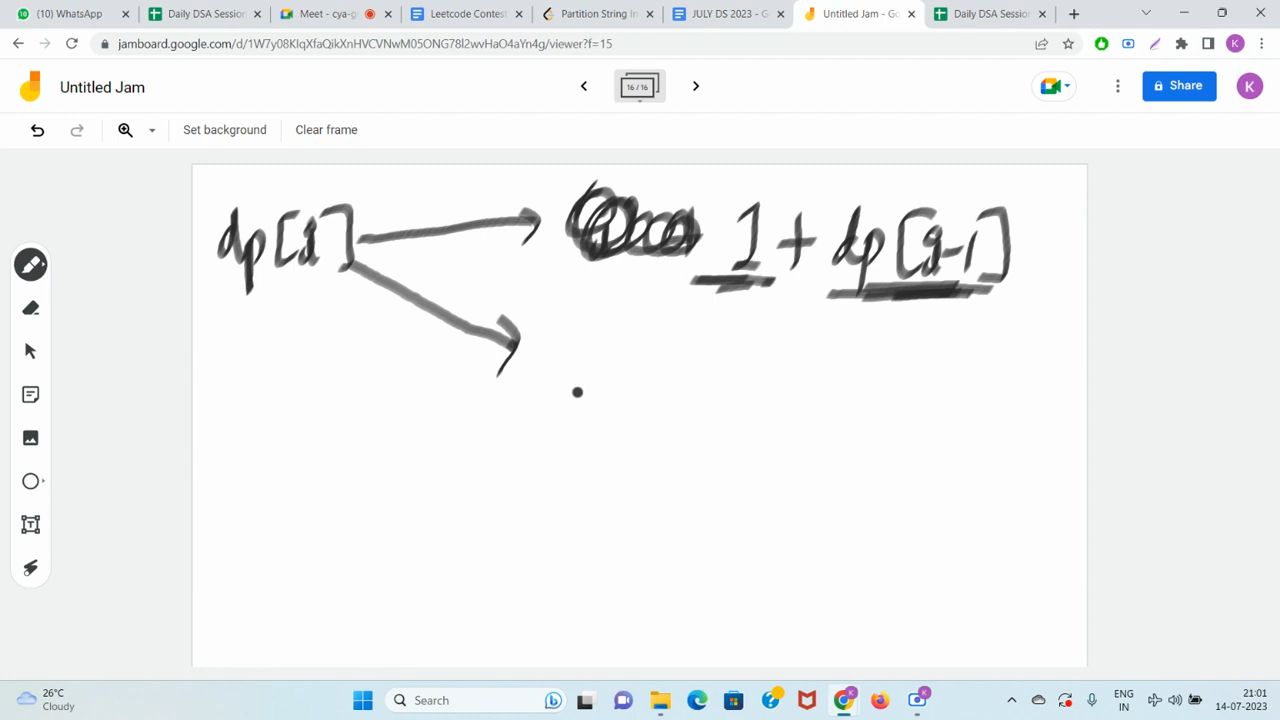 (10) WhatsApp
Daily DSA Session
Meet - cya-g
Leetcode Contest
Partition String In
JULY DS 2023 - G
Untitled Jam - Go
Daily DSA Session
jamboard.google.com/d/1W7y08KIqXfaQikXnHVCVNwM05ONG78l2wvHaO4aYn4g/viewer?f=15
K
Untitled Jam
16 / 16
Share
K
Set background
Clear frame
1 + dp[i-1]
T
26°C
Cloudy
Search
ENG
IN
21:01
14-07-2023